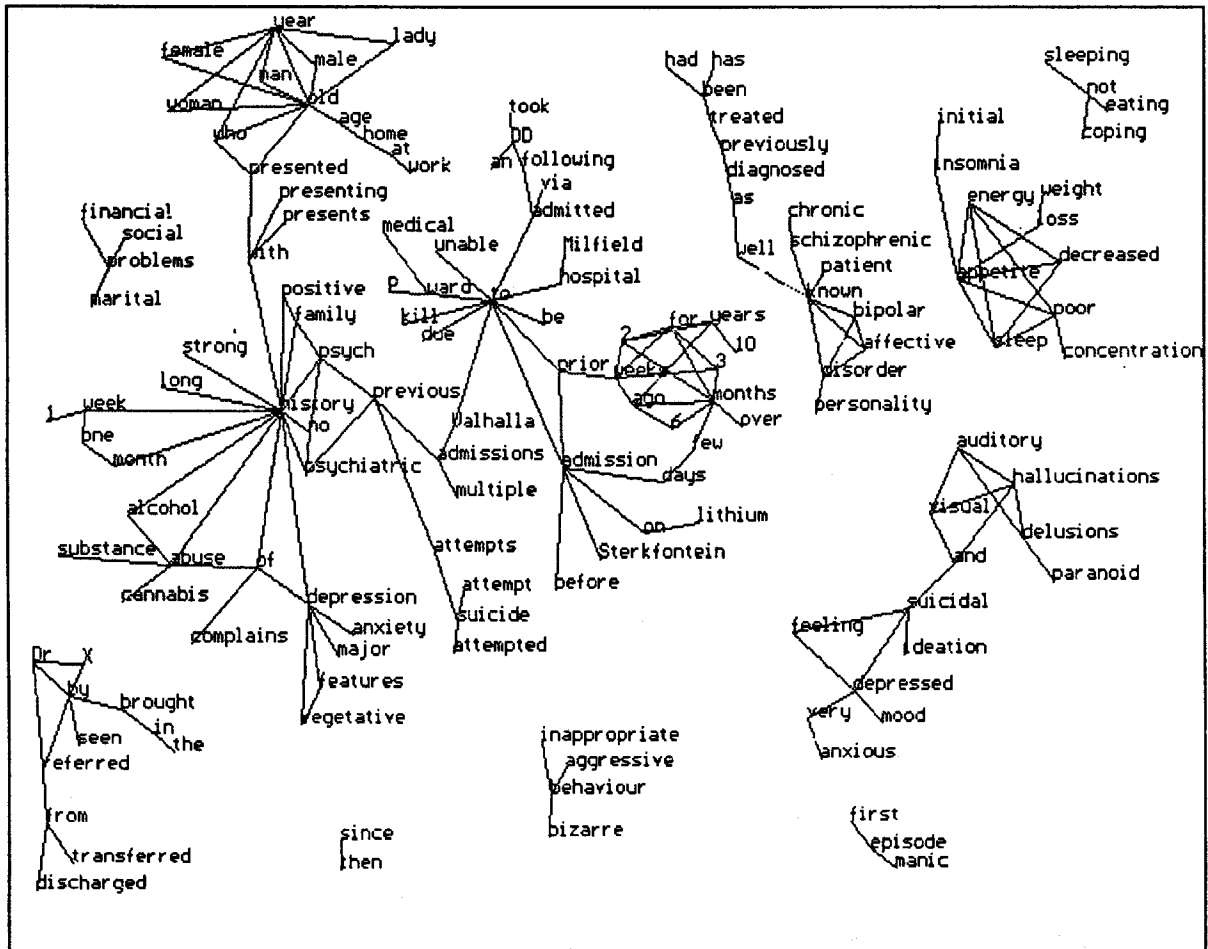 year
lady
female
male
man
old
woman
age
who
home
at
work
presented
presenting
presents
with
financial
social
problems
marital
took
OD
an following
via
admitted
medical
unable
Milfield
hospital
P
ward
to
kill
due
be
had has
been
treated
previously
diagnosed
as
well
chronic
schizophrenic
patient
known
bipolar
affective
disorder
personality
sleeping
not
eating
coping
initial
insomnia
energy
weight
loss
decreased
appetite
poor
sleep
concentration
positive
family
strong
psych
long
previous
history
no
1 week
one
month
psychiatric
alcohol
substance
abuse
of
cannabis
complains
depression
anxiety
major
features
vegetative
Valhalla
admissions
multiple
attempts
attempt
suicide
attempted
prior
2
for years
10
weeks
3
ago
months
6
over
few
days
admission
on
lithium
Sterkfontein
before
auditory
hallucinations
visual
delusions
and
paranoid
suicidal
feeling
ideation
depressed
very
mood
anxious
Dr X
by
brought
in
the
seen
referred
from
transferred
discharged
since
then
inappropriate
aggressive
behaviour
bizarre
first
episode
manic